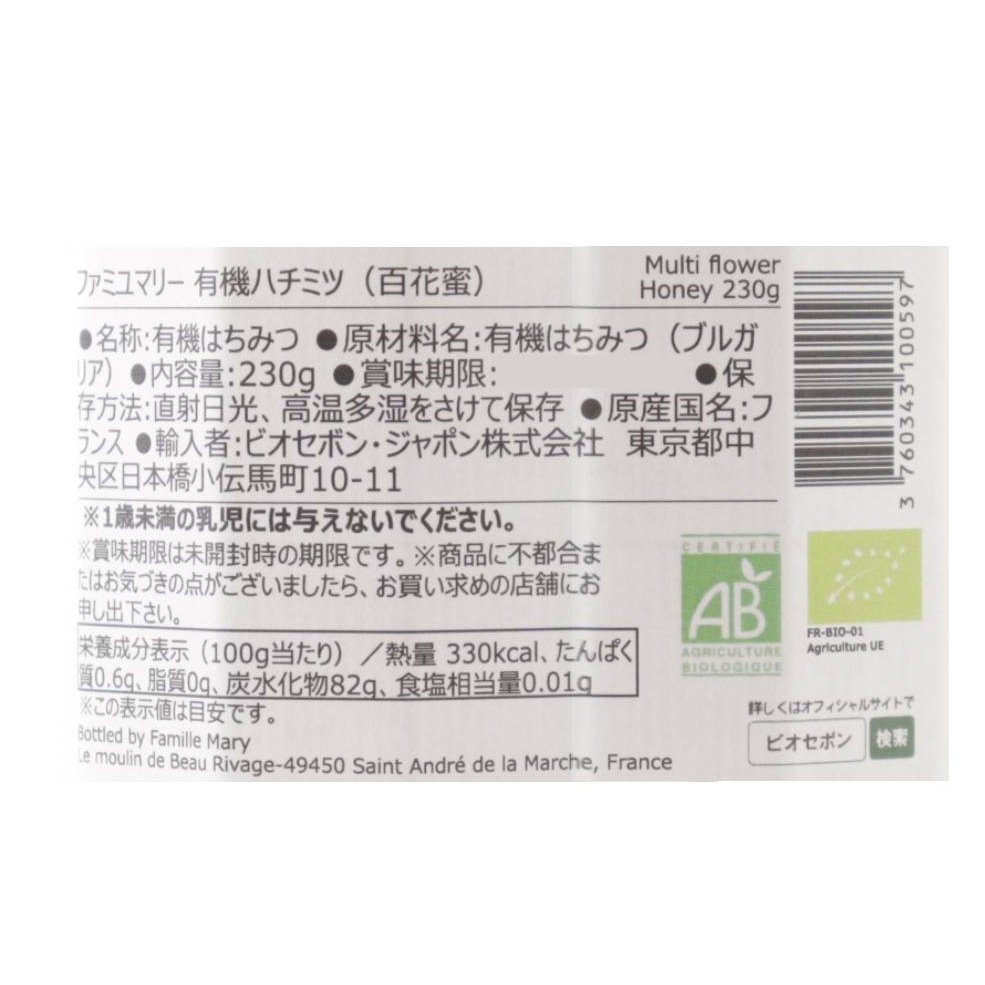 ファミユマリー 有機ハチミツ（百花蜜）
Multi flower
Honey 230g
●名称:有機はちみつ ●原材料名:有機はちみつ（ブルガ
リア）●内容量:230g ●賞味期限: ●保
存方法:直射日光、高温多湿をさけて保存 ●原産国名:フ
ランス ●輸入者:ビオセボン・ジャポン株式会社 東京都中
央区日本橋小伝馬町10-11
※1歳未満の乳児には与えないでください。
※賞味期限は未開封時の期限です。※商品に不都合ま
たはお気づきの点がございましたら、お買い求めの店舗にお
申し出下さい。
栄養成分表示（100g当たり）／熱量 330kcal、たんぱく
質0.6g、脂質0g、炭水化物82g、食塩相当量0.01g
※この表示値は目安です。
Bottled by Famille Mary
Le moulin de Beau Rivage-49450 Saint André de la Marche, France
3760343100597
CERTIFIÉ
AB
AGRICULTURE
BIOLOGIQUE
FR-BIO-01
Agriculture UE
詳しくはオフィシャルサイトで
ビオセボン 検索